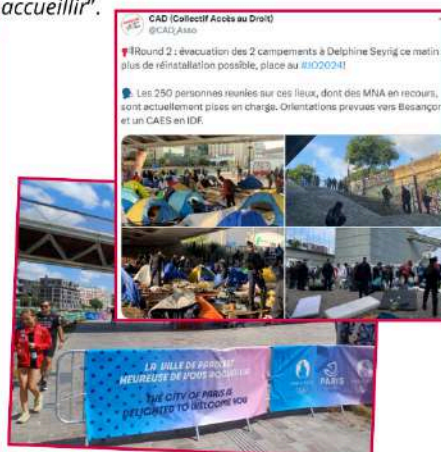 accueillir".
CAD (Collectif Accès au Droit)
@CAD_Asso
Round 2 : évacuation des 2 campements à Delphine Seyrig ce matin
plus de réinstallation possible, place au #JO2024!
Les 250 personnes reunies sur ces lieux, dont des MNA en recours,
sont actuellement pises en charge. Orientations prevues vers Besançon
et un CAES en IDF.
LA VILLE DE PARIS EST
HEUREUSE DE VOUS ACCUEILLIR
THE CITY OF PARIS IS
DELIGHTED TO WELCOME YOU
PARIS